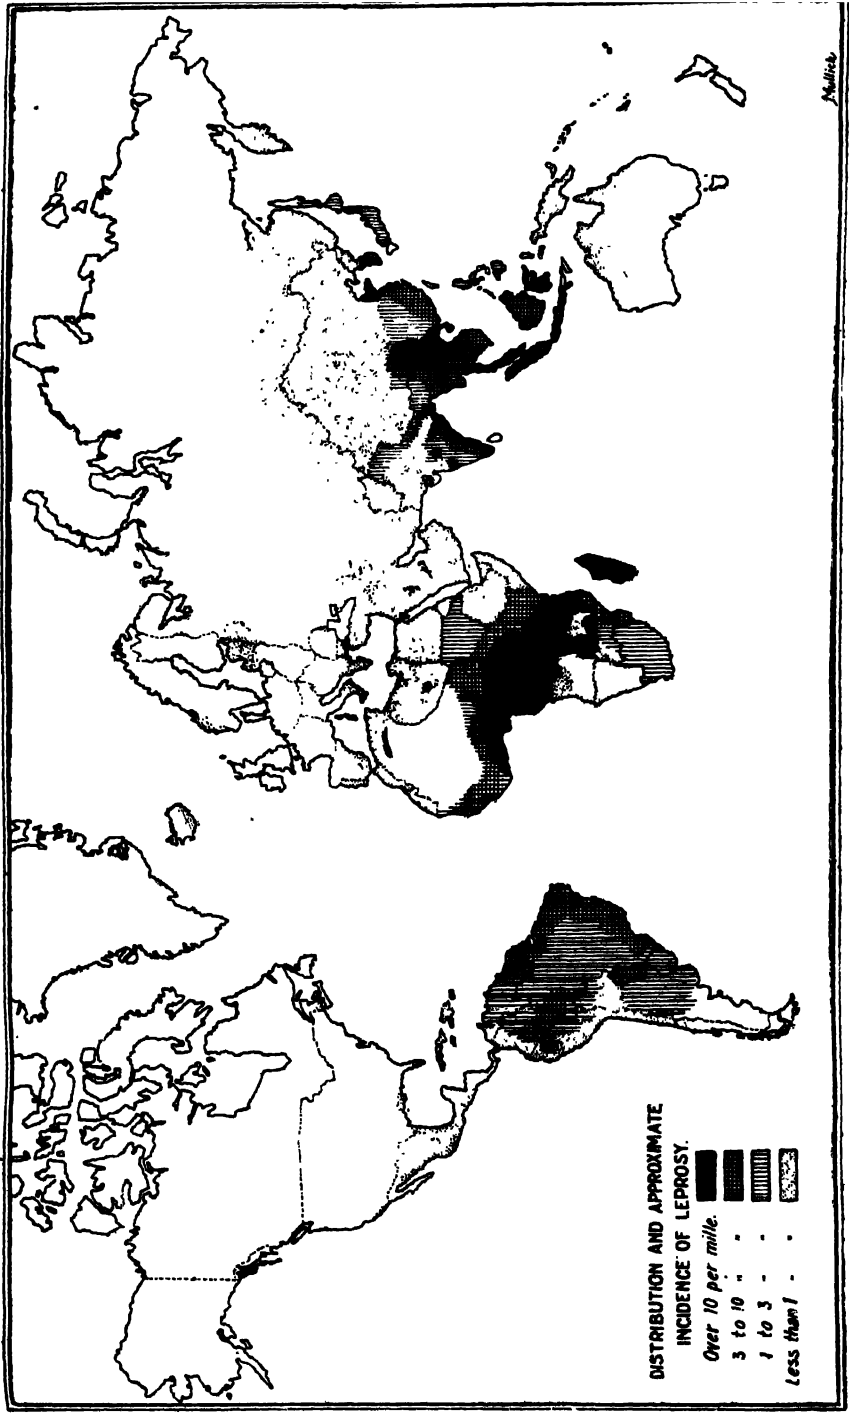 DISTRIBUTION AND APPROXIMATE
INCIDENCE OF LEPROSY.
Over 10 per mille.
3 to 10 " "
1 to 3 " "
Less than 1 " "
Mullick